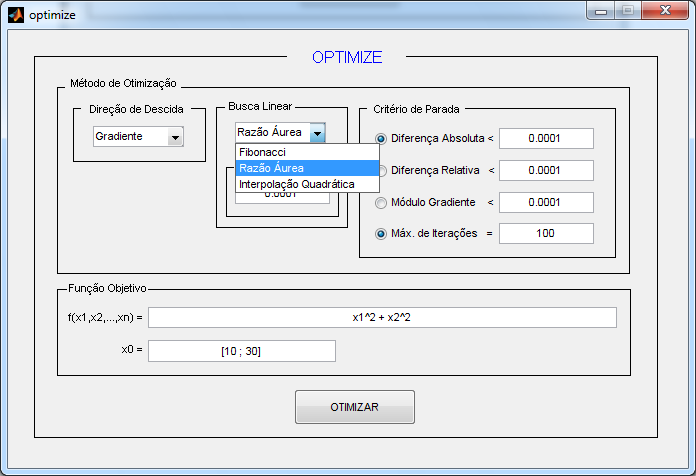 optimize
OPTIMIZE
Método de Otimização
Direção de Descida
Gradiente
Busca Linear
Razão Áurea
Fibonacci
Razão Áurea
Interpolação Quadrática
0.0001
Critério de Parada
Diferença Absoluta < 0.0001
Diferença Relativa < 0.0001
Módulo Gradiente < 0.0001
Máx. de Iterações = 100
Função Objetivo
f(x1,x2,...,xn) = x1^2 + x2^2
x0 = [10 ; 30]
OTIMIZAR